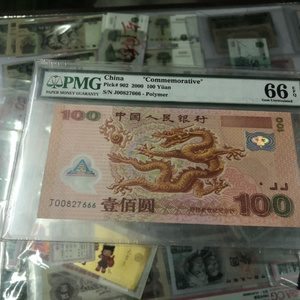 PMG
PAPER MONEY GUARANTY
China "Commemorative"
Pick# 902 2000 100 Yüan
S/N J00827666 - Polymer
66 EPQ
Gem Uncirculated
100 中国人民银行
J00827666
壹佰圆
100